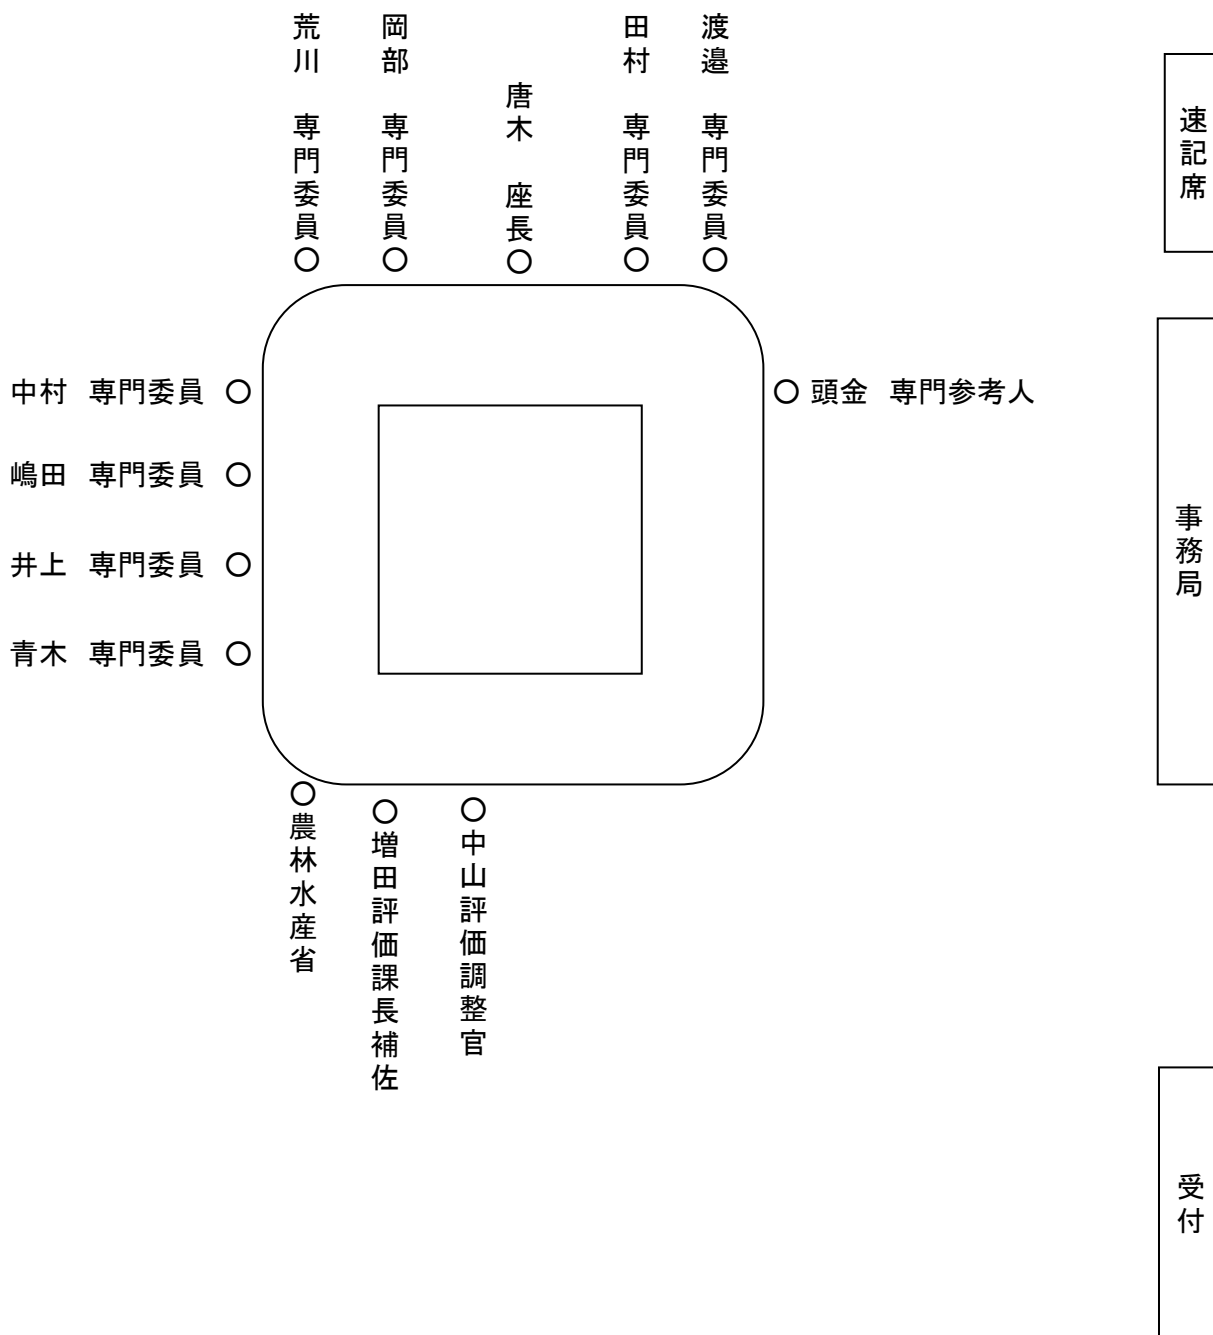 荒川 専門委員○
岡部 専門委員○
唐木 座長○
田村 専門委員○
渡邉 専門委員○
速記席
中村 専門委員 ○
嶋田 専門委員 ○
井上 専門委員 ○
青木 専門委員 ○
○ 頭金 専門参考人
事務局
○農林水産省
○増田評価課長補佐
○中山評価調整官
受付